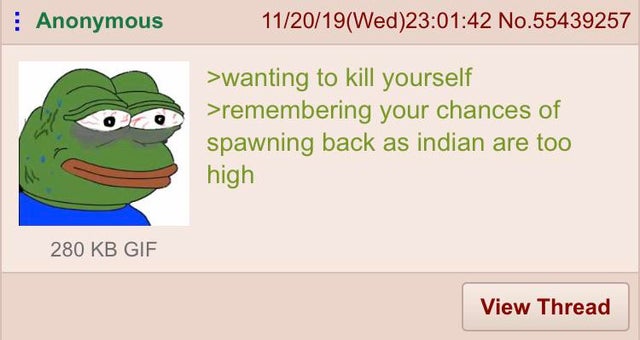 Anonymous 11/20/19(Wed)23:01:42 No.55439257
>wanting to kill yourself
>remembering your chances of
spawning back as indian are too
high
280 KB GIF
View Thread